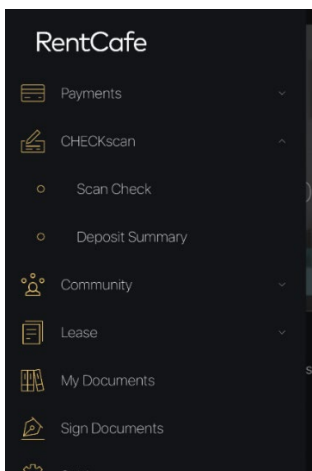 RentCafe
Payments
CHECKscan
Scan Check
Deposit Summary
Community
Lease
My Documents
Sign Documents